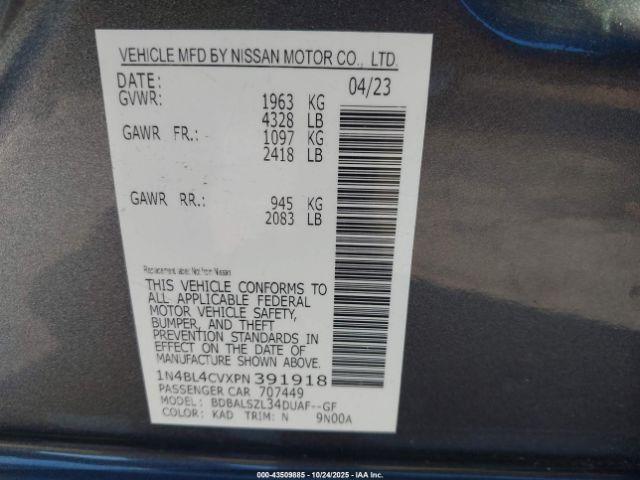 VEHICLE MFD BY NISSAN MOTOR CO., LTD.
DATE: 04/23
GVWR: 1963 KG
4328 LB
GAWR FR.: 1097 KG
2418 LB
GAWR RR.: 945 KG
2083 LB
Replacement label: Not from Nissan
THIS VEHICLE CONFORMS TO
ALL APPLICABLE FEDERAL
MOTOR VEHICLE SAFETY,
BUMPER, AND THEFT
PREVENTION STANDARDS IN
EFFECT ON THE DATE OF
MANUFACTURE SHOWN ABOVE.
1N4BL4CVXPN391918
PASSENGER CAR 707449
MODEL: BDBALSZL34DUAF--GF
COLOR: KAD TRIM: N 9N00A
000-43509885 - 10/24/2025 - IAA Inc.